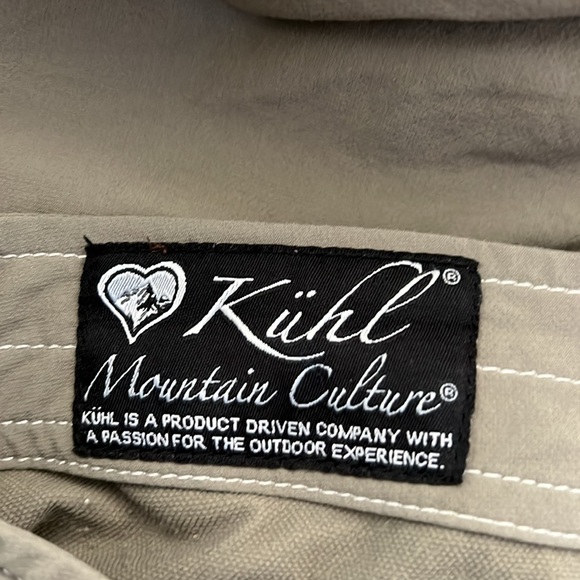 Kühl®
Mountain Culture®
KÜHL IS A PRODUCT DRIVEN COMPANY WITH
A PASSION FOR THE OUTDOOR EXPERIENCE.